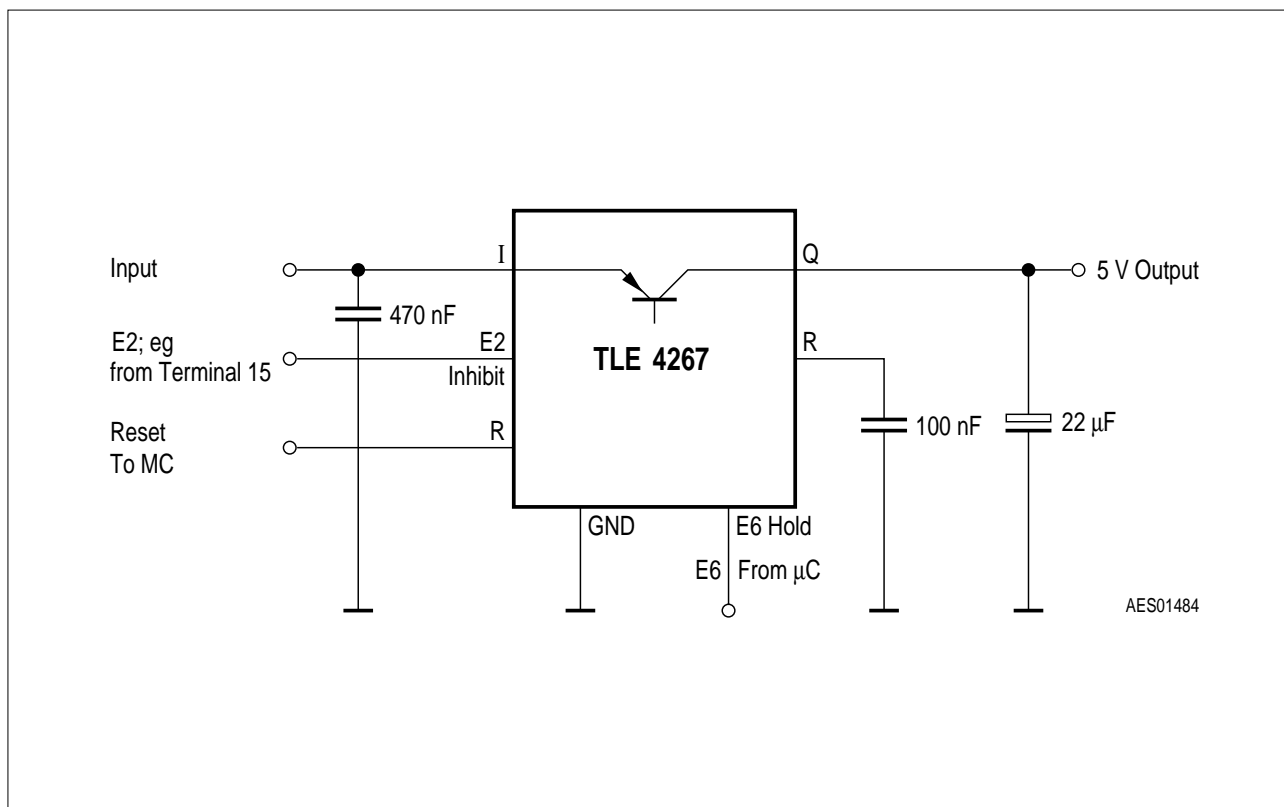 Input
I
Q
5 V Output
470 nF
E2; eg
from Terminal 15
E2
Inhibit
TLE 4267
R
Reset
To MC
R
100 nF
22 μF
GND
E6 Hold
E6 From μC
AES01484